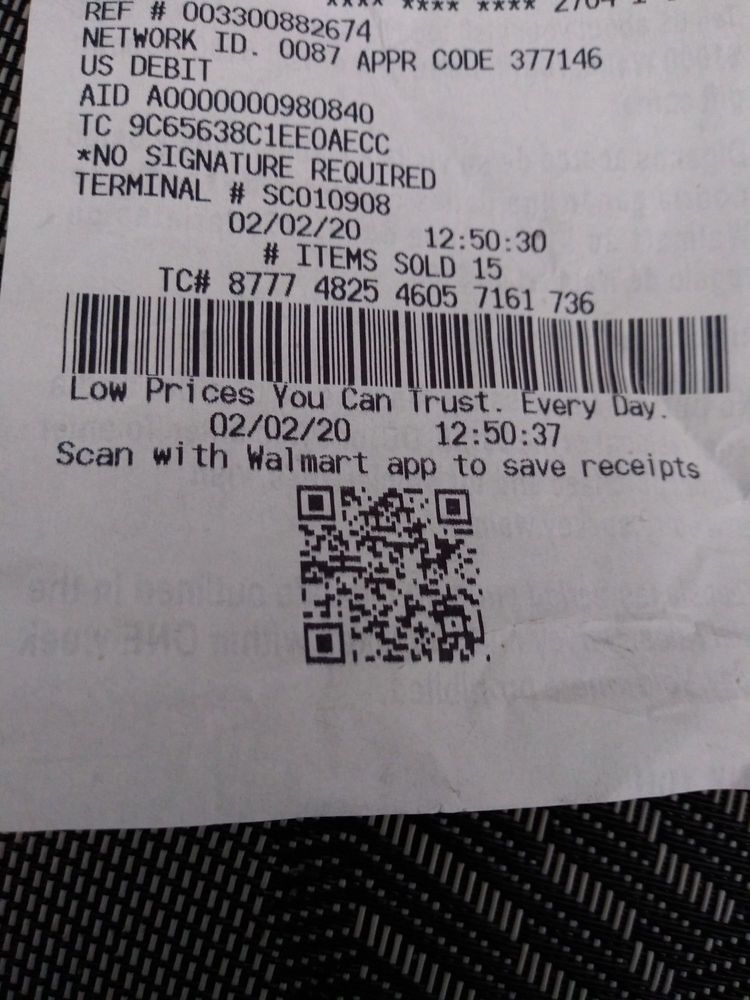 **** **** **** 2704
REF # 003300882674
NETWORK ID. 0087 APPR CODE 377146
US DEBIT
AID A0000000980840
TC 9C65638C1EE0AECC
*NO SIGNATURE REQUIRED
TERMINAL # SC010908
02/02/20 12:50:30
# ITEMS SOLD 15
TC# 8777 4825 4605 7161 736
Low Prices You Can Trust. Every Day.
02/02/20 12:50:37
Scan with Walmart app to save receipts